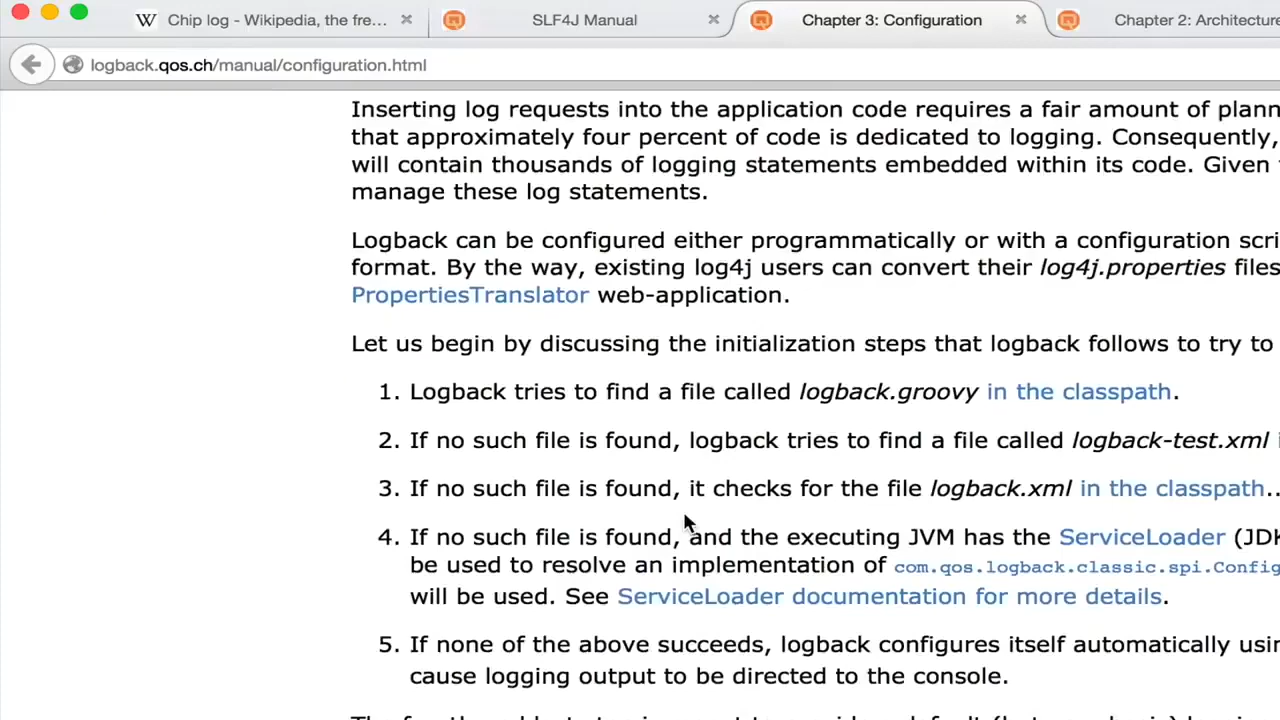 Chip log - Wikipedia, the fre...
SLF4J Manual
Chapter 3: Configuration
Chapter 2: Architecture
logback.qos.ch/manual/configuration.html
Inserting log requests into the application code requires a fair amount of
that approximately four percent of code is dedicated to logging. Consequently,
will contain thousands of logging statements embedded within its code. Given
manage these log statements.
Logback can be configured either programmatically or with a configuration
format. By the way, existing log4j users can convert their log4j.properties files
PropertiesTranslator web-application.
Let us begin by discussing the initialization steps that logback follows to try to
1. Logback tries to find a file called logback.groovy in the classpath.
2. If no such file is found, logback tries to find a file called logback-test.xml
3. If no such file is found, it checks for the file logback.xml in the classpath..
4. If no such file is found, and the executing JVM has the ServiceLoader (JDK
be used to resolve an implementation of com.qos.logback.classic.spi.Config
will be used. See ServiceLoader documentation for more details.
5. If none of the above succeeds, logback configures itself automatically
cause logging output to be directed to the console.